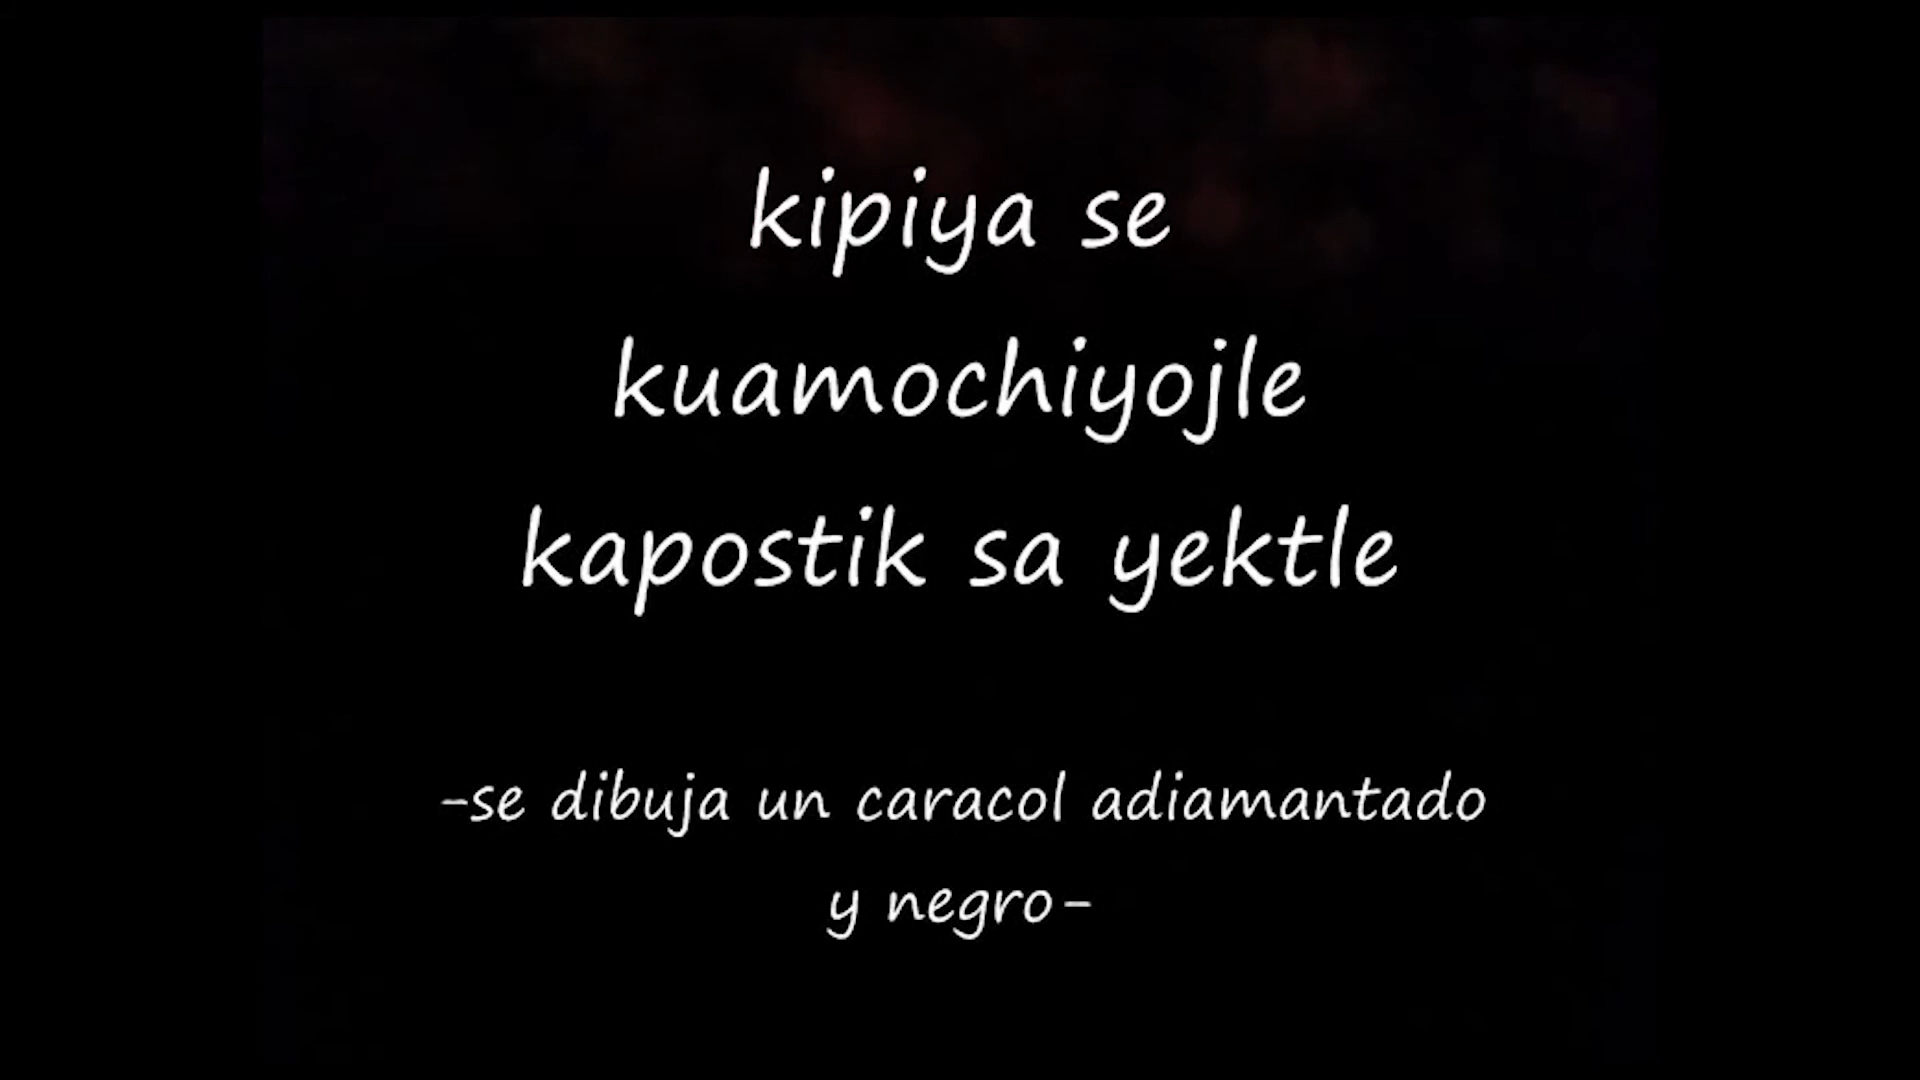 kipiya se
kuamochiyojle
kapostik sa yektle
-se dibuja un caracol adiamantado
y negro-